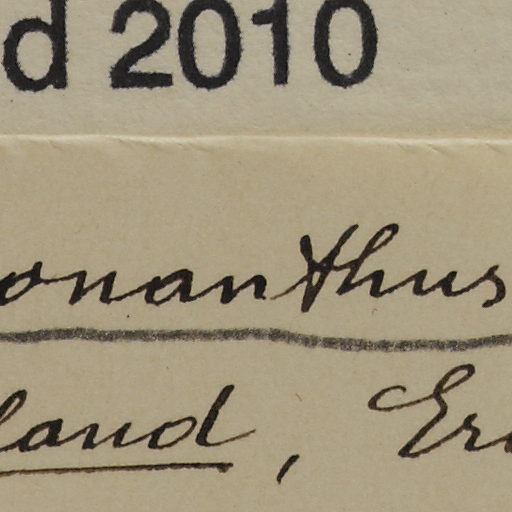 d 2010
onanthus
land, Er